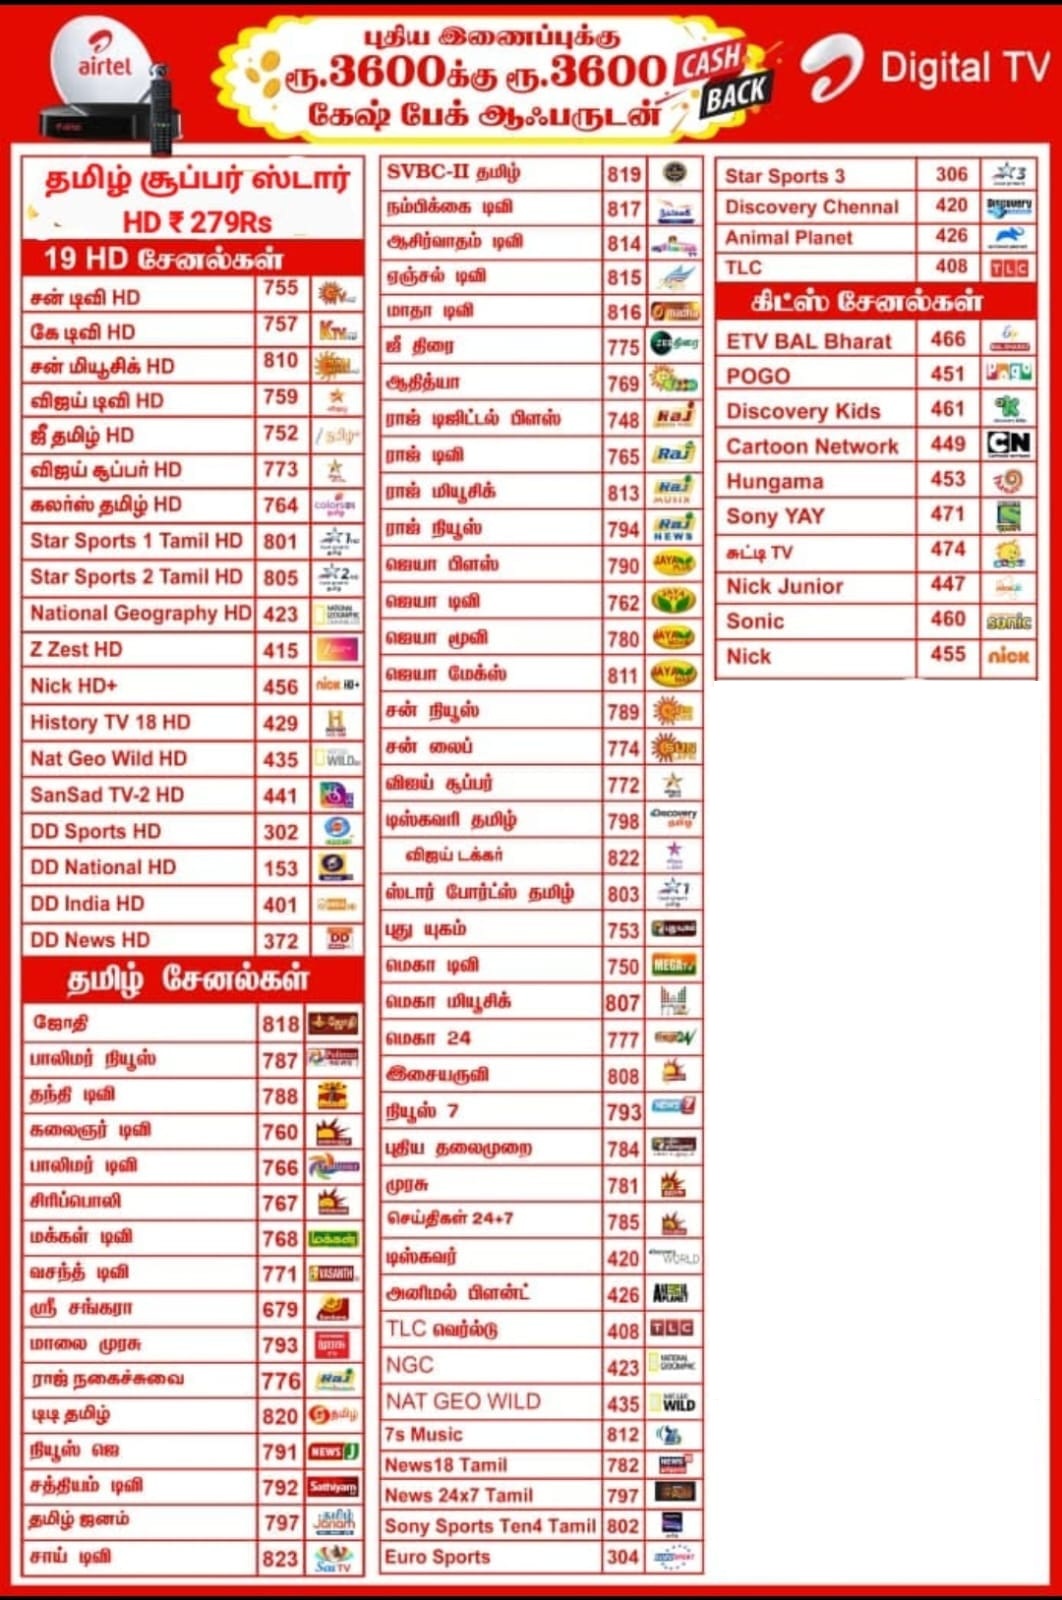 airtel
புதிய இணைப்புக்கு
ரூ.3600க்கு ரூ.3600
கேஷ் பேக் ஆஃபருடன்
CASH
BACK
Digital TV
தமிழ் சூப்பர் ஸ்டார்
HD ₹ 279Rs
19 HD சேனல்கள்
சன் டிவி HD 755
கே டிவி HD 757
சன் மியூசிக் HD 810
விஜய் டிவி HD 759
ஜீ தமிழ் HD 752
விஜய் சூப்பர் HD 773
கலர்ஸ் தமிழ் HD 764
Star Sports 1 Tamil HD 801
Star Sports 2 Tamil HD 805
National Geography HD 423
Z Zest HD 415
Nick HD+ 456
History TV 18 HD 429
Nat Geo Wild HD 435
SanSad TV-2 HD 441
DD Sports HD 302
DD National HD 153
DD India HD 401
DD News HD 372
தமிழ் சேனல்கள்
ஜோதி 818
பாலிமர் நியூஸ் 787
தந்தி டிவி 788
கலைஞர் டிவி 760
பாலிமர் டிவி 766
சிரிப்பொலி 767
மக்கள் டிவி 768
வசந்த் டிவி 771
ஸ்ரீ சங்கரா 679
மாலை முரசு 793
ராஜ் நகைச்சுவை 776
டிடி தமிழ் 820
நியூஸ் ஜெ 791
சத்தியம் டிவி 792
தமிழ் ஜனம் 797
சாய் டிவி 823
SVBC-II தமிழ் 819
நம்பிக்கை டிவி 817
ஆசிர்வாதம் டிவி 814
ஏஞ்சல் டிவி 815
மாதா டிவி 816
ஜீ திரை 775
ஆதித்யா 769
ராஜ் டிஜிட்டல் பிளஸ் 748
ராஜ் டிவி 765
ராஜ் மியூசிக் 813
ராஜ் நியூஸ் 794
ஜெயா பிளஸ் 790
ஜெயா டிவி 762
ஜெயா மூவி 780
ஜெயா மேக்ஸ் 811
சன் நியூஸ் 789
சன் லைப் 774
விஜய் சூப்பர் 772
டிஸ்கவரி தமிழ் 798
விஜய் டக்கர் 822
ஸ்டார் போர்ட்ஸ் தமிழ் 803
புது யுகம் 753
மெகா டிவி 750
மெகா மியூசிக் 807
மெகா 24 777
இசையருவி 808
நியூஸ் 7 793
புதிய தலைமுறை 784
முரசு 781
செய்திகள் 24+7 785
டிஸ்கவர் 420
அனிமல் பிளன்ட் 426
TLC வெர்ல்டு 408
NGC 423
NAT GEO WILD 435
7s Music 812
News18 Tamil 782
News 24x7 Tamil 797
Sony Sports Ten4 Tamil 802
Euro Sports 304
Star Sports 3 306
Discovery Chennal 420
Animal Planet 426
TLC 408
கிட்ஸ் சேனல்கள்
ETV BAL Bharat 466
POGO 451
Discovery Kids 461
Cartoon Network 449
Hungama 453
Sony YAY 471
சுட்டி TV 474
Nick Junior 447
Sonic 460
Nick 455